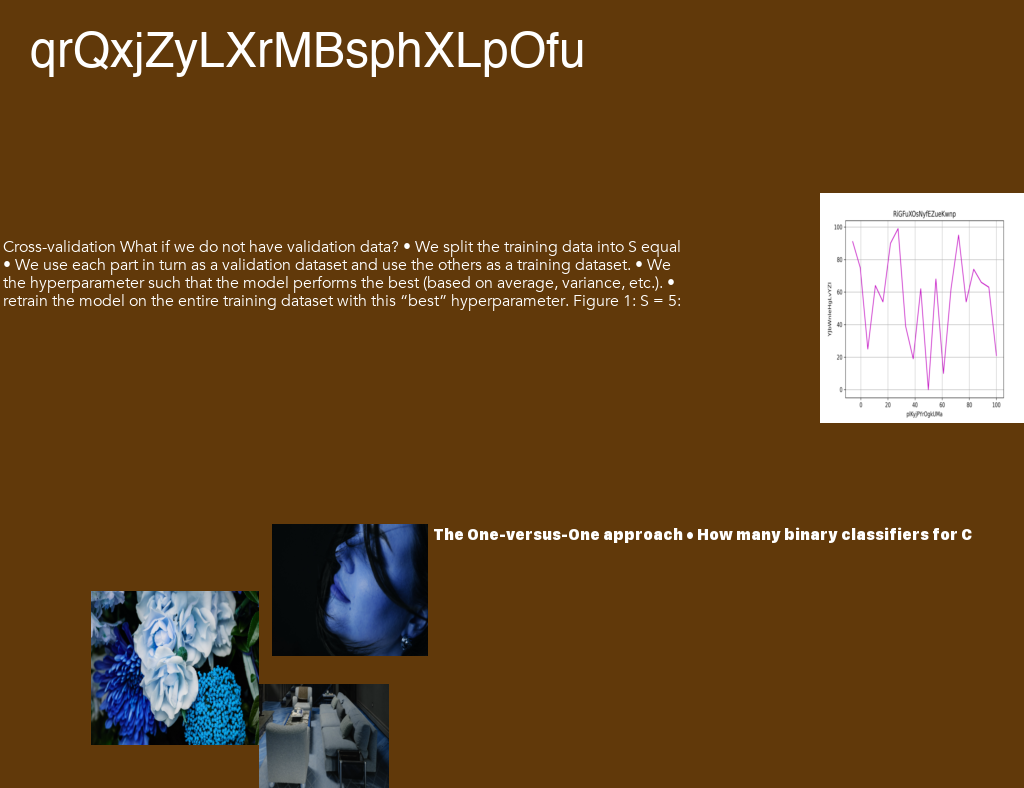 qrQxjZyLXrMBsphXLpOfu
Cross-validation What if we do not have validation data? • We split the training data into S equal
• We use each part in turn as a validation dataset and use the others as a training dataset. • We
the hyperparameter such that the model performs the best (based on average, variance, etc.). •
retrain the model on the entire training dataset with this “best” hyperparameter. Figure 1: S = 5:
RiGFuXOsNyfEZueKwnp
100
80
60
40
20
0
0 20 40 60 80 100
The One-versus-One approach • How many binary classifiers for C